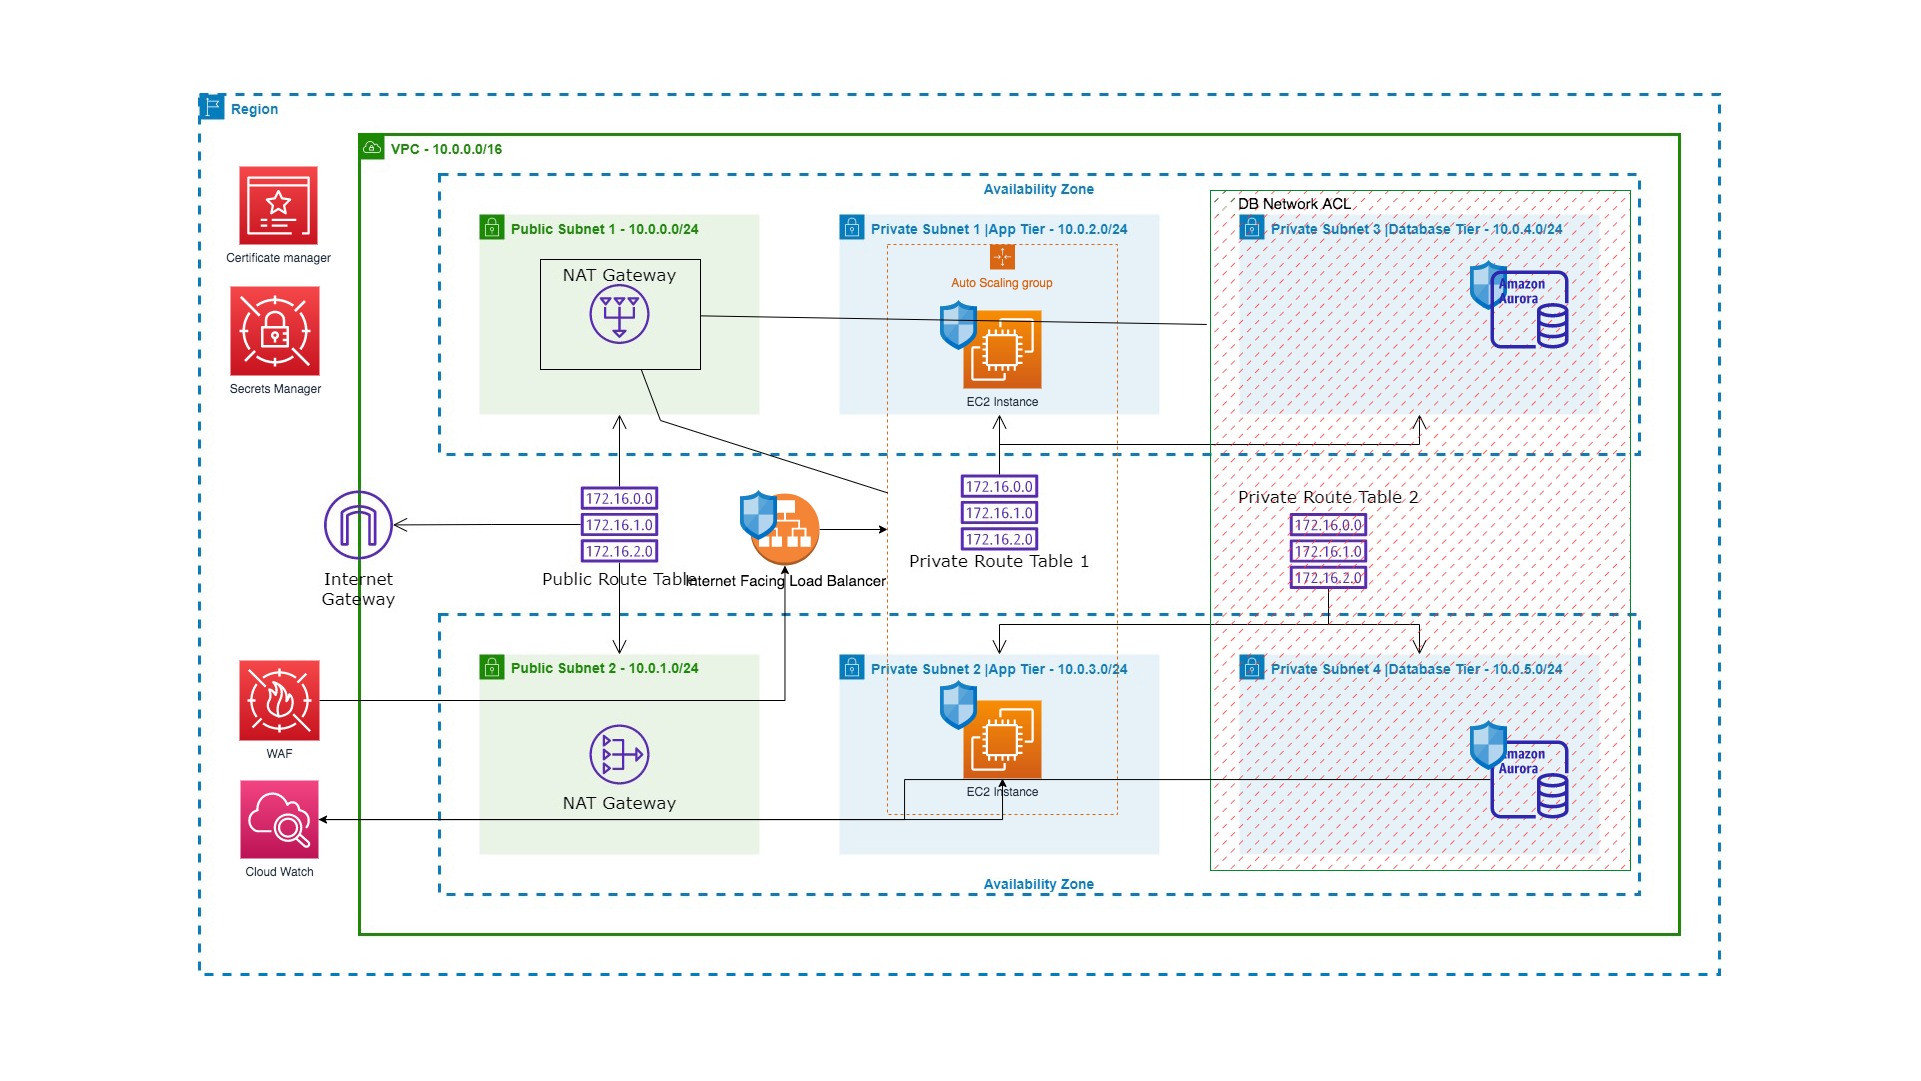 Region
VPC - 10.0.0.0/16
Certificate manager
Secrets Manager
Availability Zone
DB Network ACL
Public Subnet 1 - 10.0.0.0/24
NAT Gateway
Private Subnet 1 |App Tier - 10.0.2.0/24
Auto Scaling group
EC2 Instance
Private Subnet 3 |Database Tier - 10.0.4.0/24
Amazon
Aurora
Internet
Gateway
172.16.0.0
172.16.1.0
172.16.2.0
Public Route Table
Internet Facing Load Balancer
172.16.0.0
172.16.1.0
172.16.2.0
Private Route Table 1
Private Route Table 2
172.16.0.0
172.16.1.0
172.16.2.0
WAF
Cloud Watch
Public Subnet 2 - 10.0.1.0/24
NAT Gateway
Private Subnet 2 |App Tier - 10.0.3.0/24
EC2 Instance
Private Subnet 4 |Database Tier - 10.0.5.0/24
Amazon
Aurora
Availability Zone